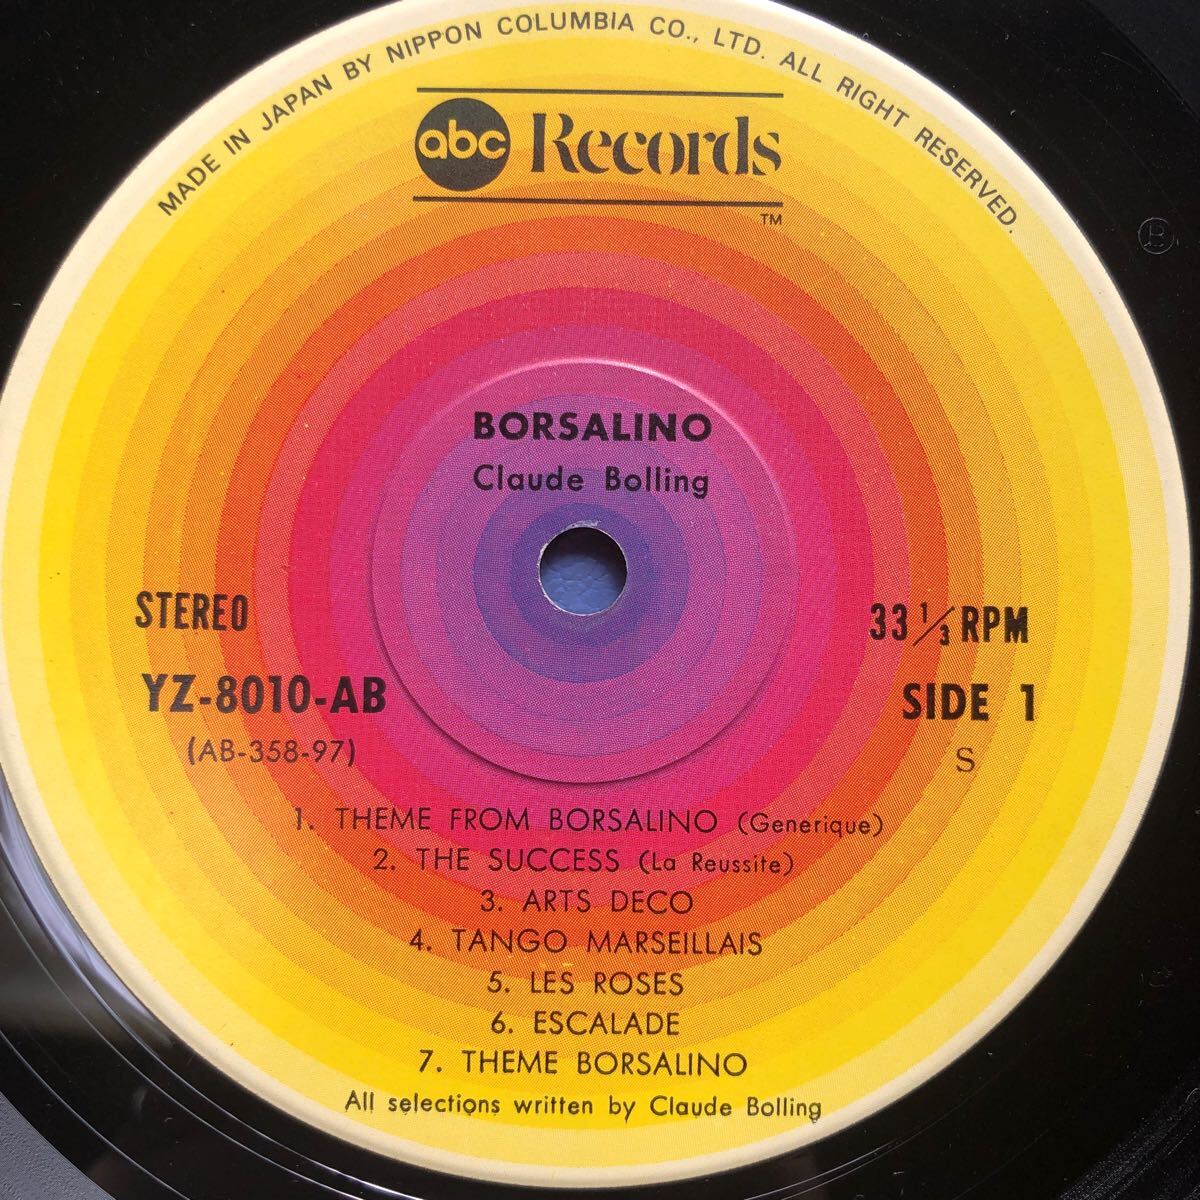 MADE IN JAPAN BY NIPPON COLUMBIA CO., LTD. ALL RIGHT RESERVED.
abc Records
TM
B
BORSALINO
Claude Bolling
STEREO
33 1/3 RPM
YZ-8010-AB
SIDE 1
(AB-358-97)
S
1. THEME FROM BORSALINO (Generique)
2. THE SUCCESS (La Reussite)
3. ARTS DECO
4. TANGO MARSEILLAIS
5. LES ROSES
6. ESCALADE
7. THEME BORSALINO
All selections written by Claude Bolling